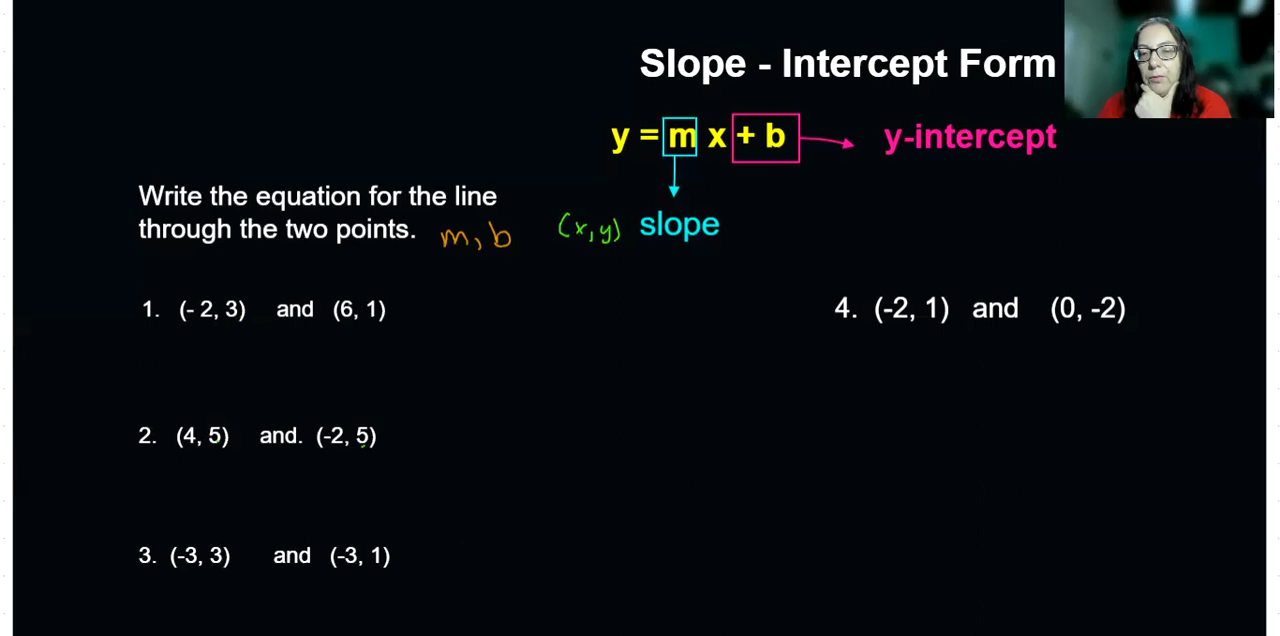 Slope - Intercept Form
y = m x + b y-intercept
Write the equation for the line
through the two points. m, b (x, y) slope
1. (- 2, 3) and (6, 1)
4. (-2, 1) and (0, -2)
2. (4, 5) and. (-2, 5)
3. (-3, 3) and (-3, 1)